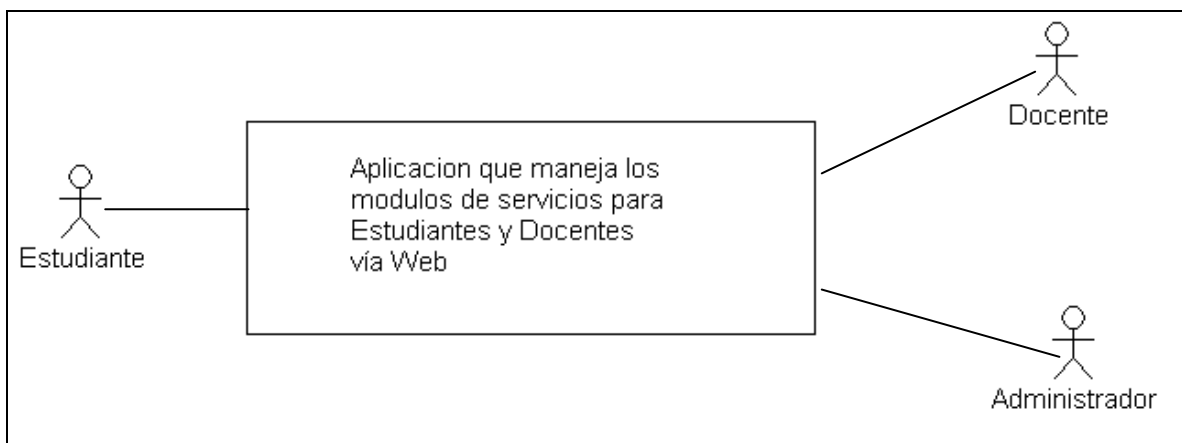 Docente
Aplicacion que maneja los
modulos de servicios para
Estudiantes y Docentes
vía Web
Estudiante
Administrador